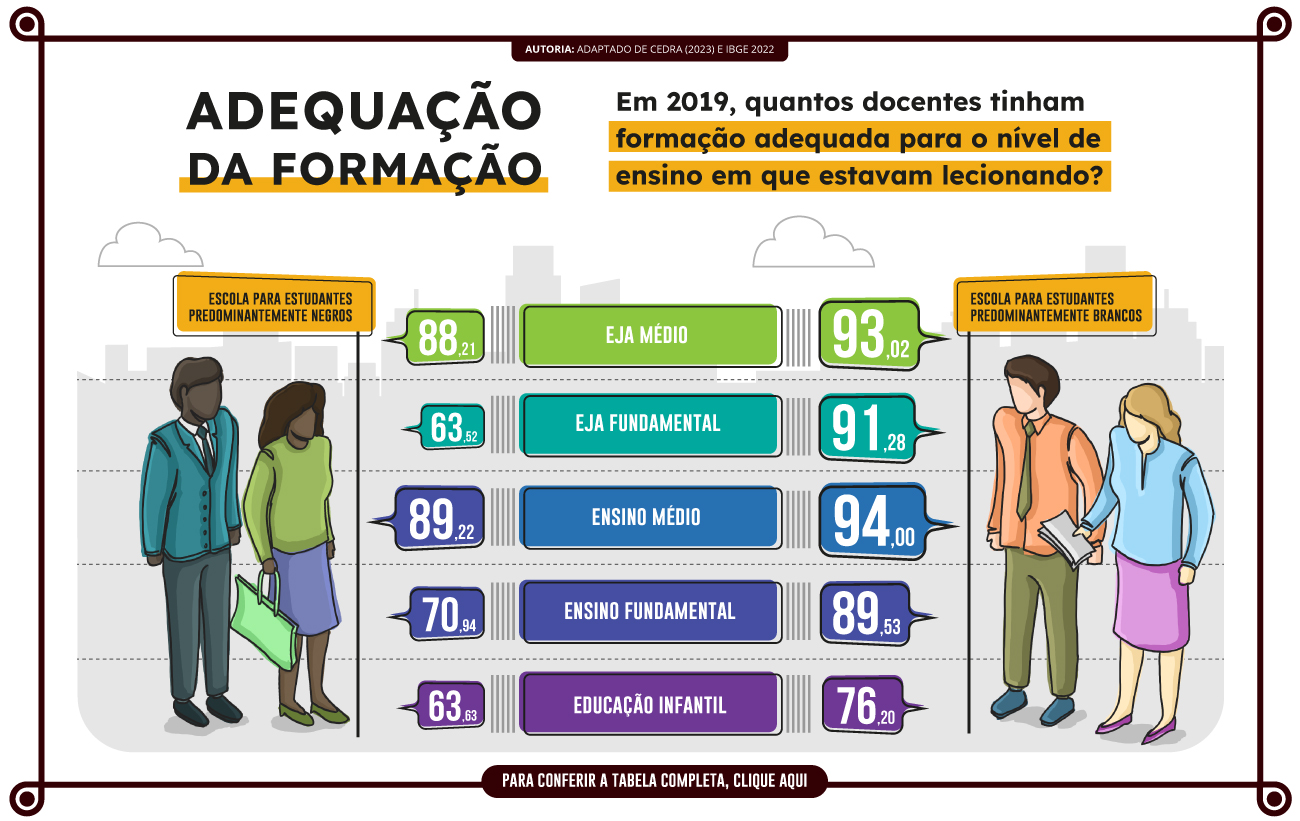 AUTORIA: ADAPTADO DE CEDRA (2023) E IBGE 2022
ADEQUAÇÃO
DA FORMAÇÃO
Em 2019, quantos docentes tinham
formação adequada para o nível de
ensino em que estavam lecionando?
ESCOLA PARA ESTUDANTES
PREDOMINANTEMENTE NEGROS
ESCOLA PARA ESTUDANTES
PREDOMINANTEMENTE BRANCOS
88,21 EJA MÉDIO 93,02
63,52 EJA FUNDAMENTAL 91,28
89,22 ENSINO MÉDIO 94,00
70,94 ENSINO FUNDAMENTAL 89,53
63,63 EDUCAÇÃO INFANTIL 76,20
PARA CONFERIR A TABELA COMPLETA, CLIQUE AQUI